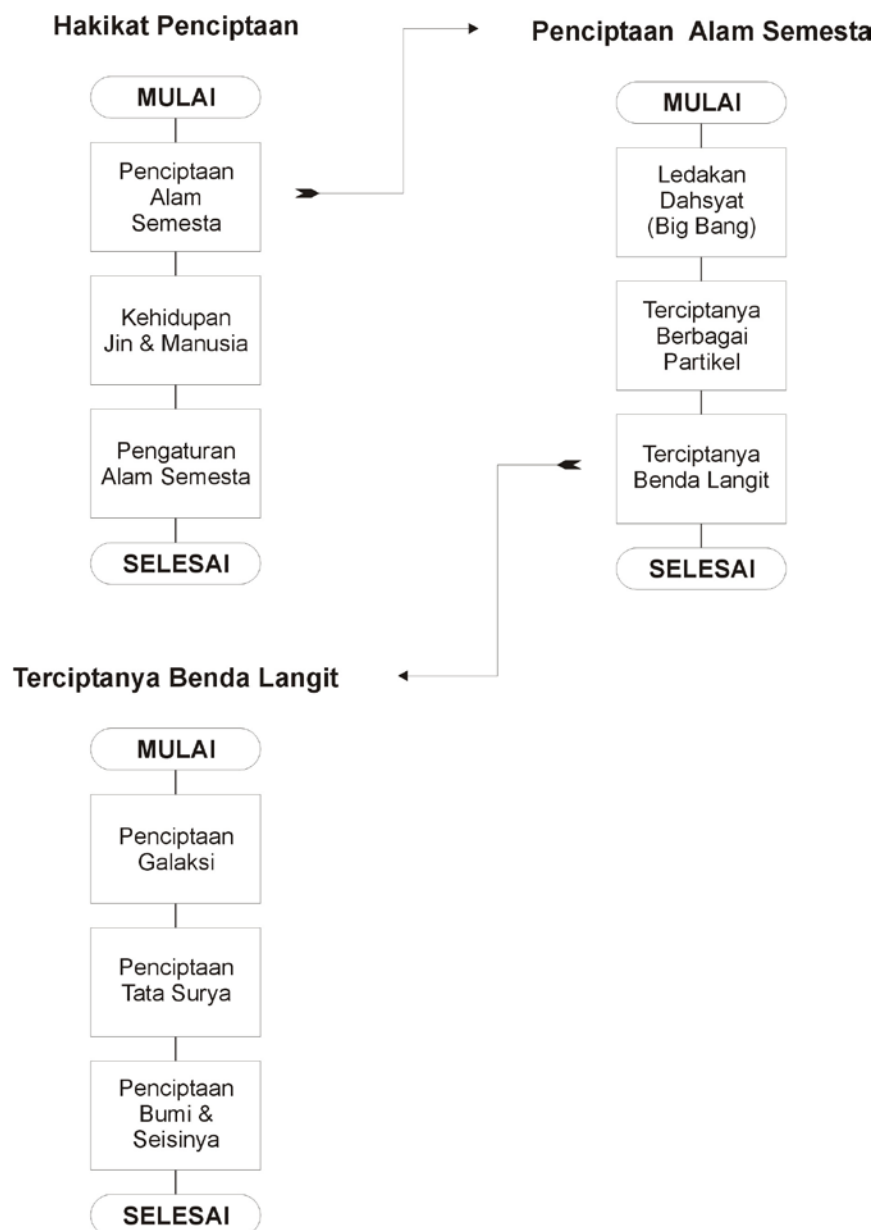 Hakikat Penciptaan
MULAI
Penciptaan
Alam
Semesta
Kehidupan
Jin & Manusia
Pengaturan
Alam Semesta
SELESAI
Penciptaan Alam Semesta
MULAI
Ledakan
Dahsyat
(Big Bang)
Terciptanya
Berbagai
Partikel
Terciptanya
Benda Langit
SELESAI
Terciptanya Benda Langit
MULAI
Penciptaan
Galaksi
Penciptaan
Tata Surya
Penciptaan
Bumi &
Seisinya
SELESAI